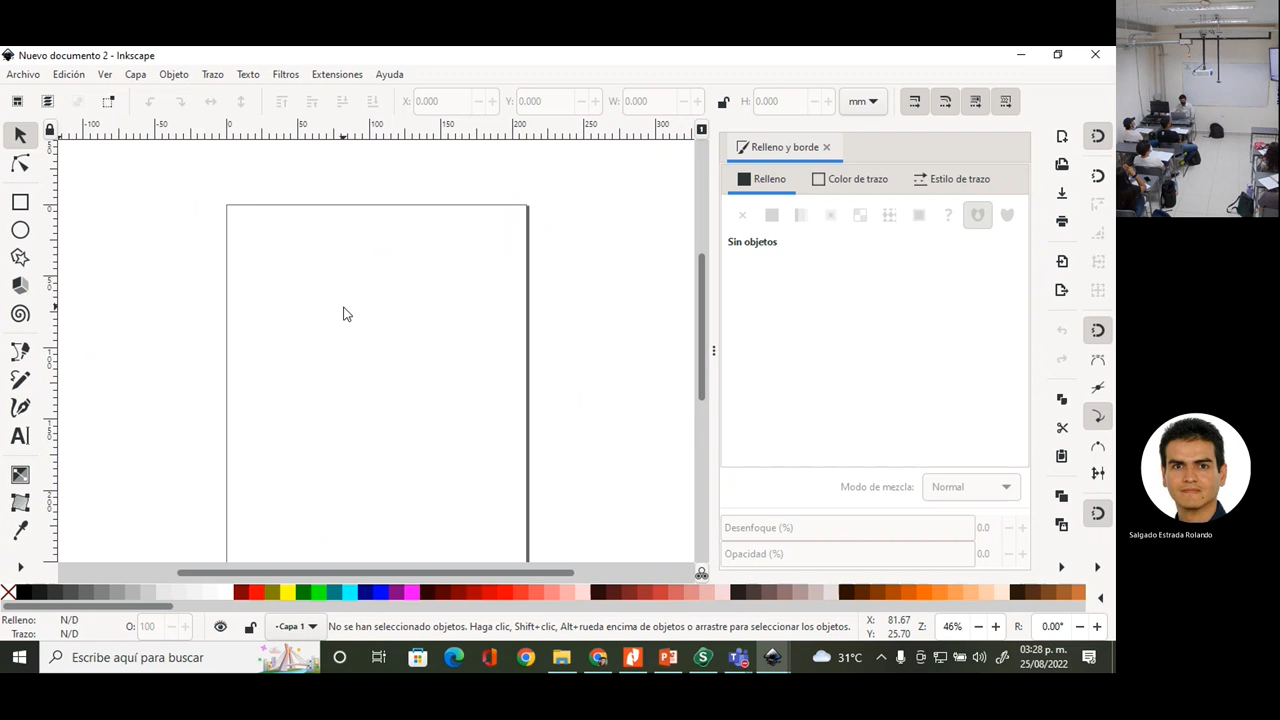 Nuevo documento 2 - Inkscape
Archivo Edición Ver Capa Objeto Trazo Texto Filtros Extensiones Ayuda
X: 0.000 Y: 0.000 W: 0.000 H: 0.000 mm
-100 -50 0 50 100 150 200 250 300
Relleno y borde
Relleno Color de trazo Estilo de trazo
Sin objetos
Modo de mezcla: Normal
Desenfoque (%) 0.0
Opacidad (%) 0.0
Salgado Estrada Rolando
Relleno: N/D O: 100 Capa 1 No se han seleccionado objetos. Haga clic, Shift+clic, Alt+rueda encima de objetos o arrastre para seleccionar los objetos. X: 81.67 Z: 46% R: 0.00°
Trazo: N/D Y: 25.70
Escribe aquí para buscar 31°C 03:28 p. m.
25/08/2022